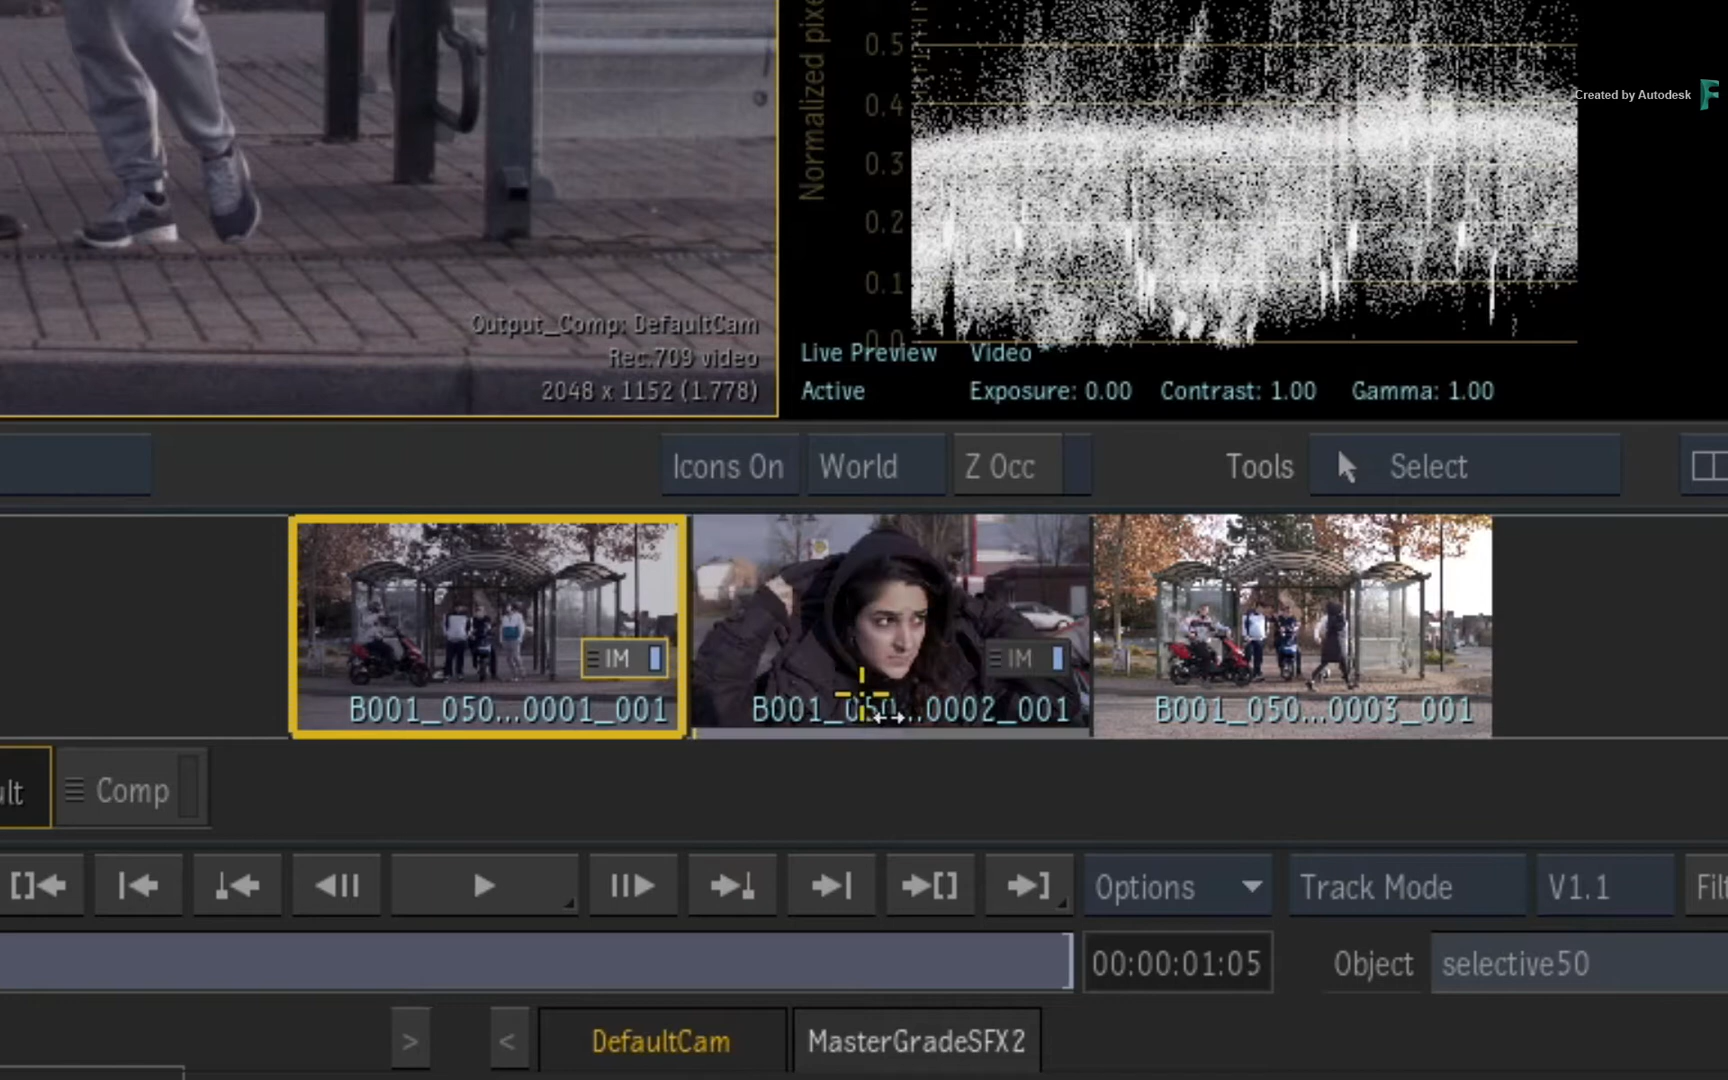 Normalized
0.5
0.4
0.3
0.2
0.1
0.0
Created by Autodesk
Output_Comp: DefaultCam
Rec.709 video
2048 x 1152 (1.778)
Live Preview Video
Active Exposure: 0.00 Contrast: 1.00 Gamma: 1.00
Icons On World Z Occ Tools Select
IM IM
B001_050...0001_001 B001_050...0002_001 B001_050...0003_001
Comp
Options Track Mode V1.1
00:00:01:05 Object selective50
> < DefaultCam MasterGradeSFX2